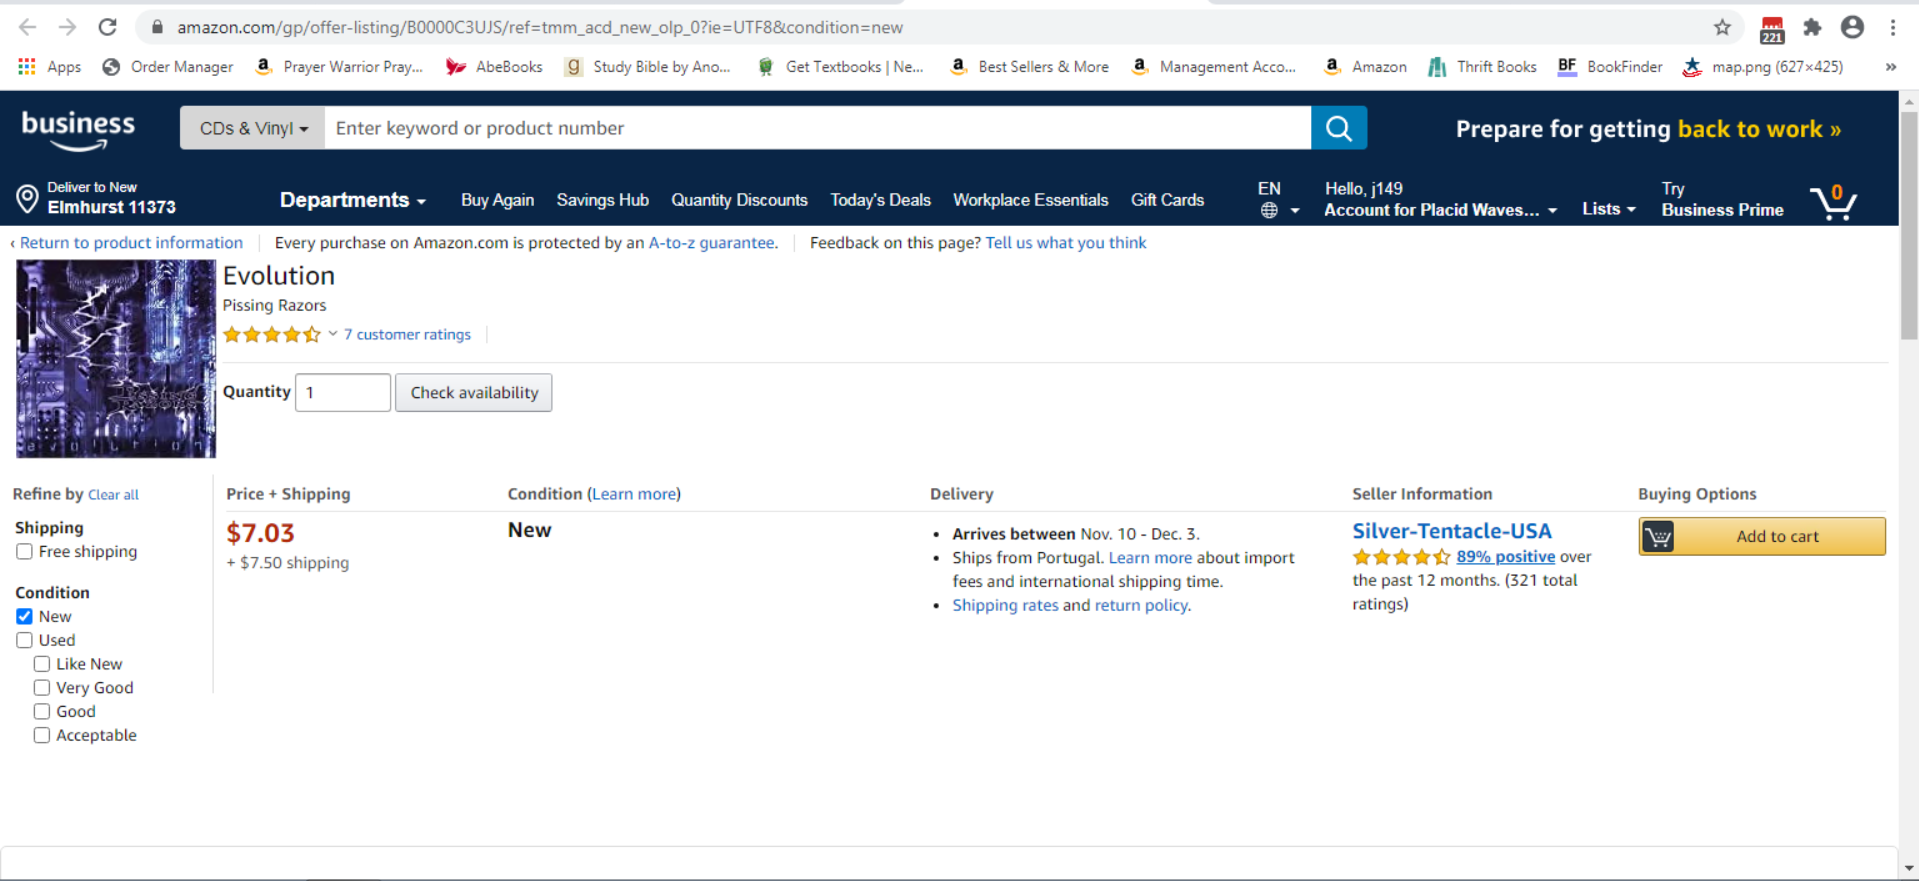 amazon.com/gp/offer-listing/B0000C3UJS/ref=tmm_acd_new_olp_0?ie=UTF8&condition=new
221
Apps Order Manager Prayer Warrior Pray... AbeBooks Study Bible by Ano... Get Textbooks | Ne... Best Sellers & More Management Acco... Amazon Thrift Books BF BookFinder map.png (627×425) »
business
CDs & Vinyl
Enter keyword or product number
Prepare for getting back to work »
Deliver to New
Elmhurst 11373
Departments Buy Again Savings Hub Quantity Discounts Today's Deals Workplace Essentials Gift Cards
EN
Hello, j149
Account for Placid Waves...
Lists
Try
Business Prime
0
‹ Return to product information Every purchase on Amazon.com is protected by an A-to-z guarantee. Feedback on this page? Tell us what you think
Evolution
Pissing Razors
7 customer ratings
Quantity 1 Check availability
evolution
Refine by Clear all
Shipping
Free shipping
Condition
New
Used
Like New
Very Good
Good
Acceptable
Price + Shipping Condition (Learn more) Delivery Seller Information Buying Options
$7.03
+ $7.50 shipping
New
Arrives between Nov. 10 - Dec. 3.
Ships from Portugal. Learn more about import
fees and international shipping time.
Shipping rates and return policy.
Silver-Tentacle-USA
89% positive over
the past 12 months. (321 total
ratings)
Add to cart